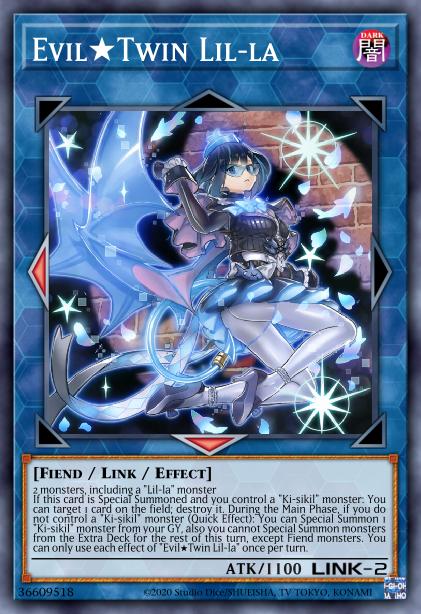 EVIL★TWIN LIL-LA
DARK
闇
[FIEND / LINK / EFFECT]
2 monsters, including a "Lil-la" monster
If this card is Special Summoned and you control a "Ki-sikil" monster: You
can target 1 card on the field; destroy it. During the Main Phase, if you do
not control a "Ki-sikil" monster (Quick Effect): You can Special Summon 1
"Ki-sikil" monster from your GY, also you cannot Special Summon monsters
from the Extra Deck for the rest of this turn, except Fiend monsters. You
can only use each effect of "Evil★Twin Lil-la" once per turn.
ATK/1100 LINK-2
36609518 ©2020 Studio Dice/SHUEISHA, TV TOKYO, KONAMI